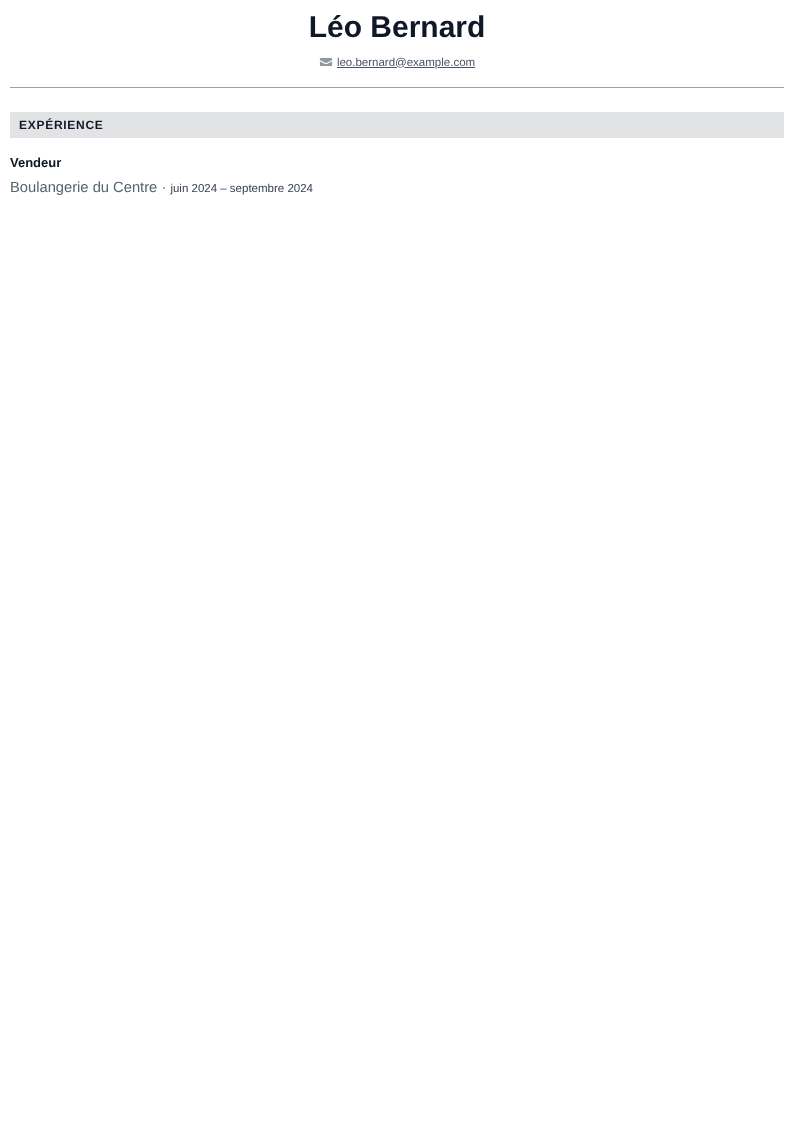 Léo Bernard
leo.bernard@example.com
EXPÉRIENCE
Vendeur
Boulangerie du Centre · juin 2024 – septembre 2024